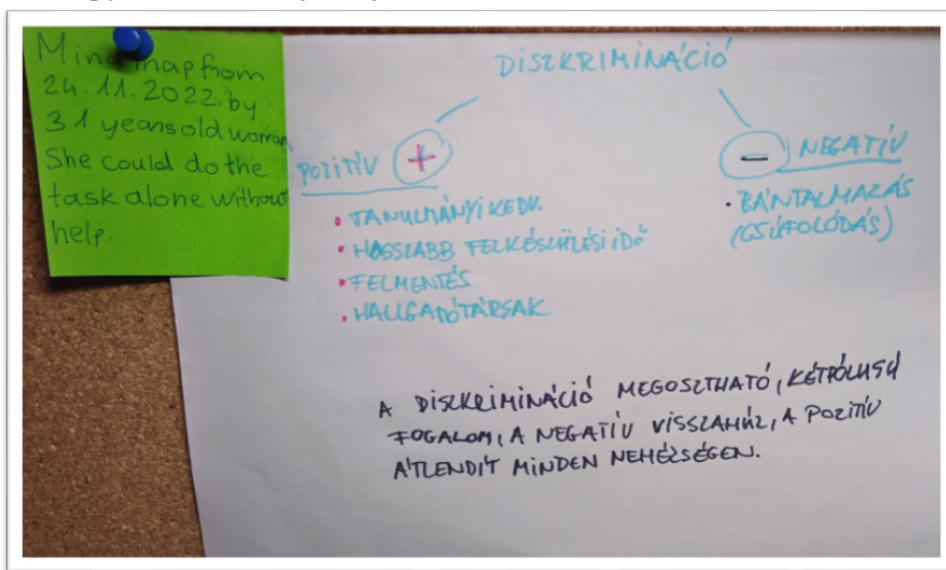 Mind map from
24. 11. 2022. by
31 years old woman.
She could do the
task alone without
help.
DISZKRIMINÁCIÓ
POZITÍV +
• TANULMÁNYI KEDV.
• HOSSZABB FELKÉSZÜLÉSI IDŐ
• FELMENTÉS
• HALLGATÓTÁRSAK
- NEGATÍV
• BÁNTALMAZÁS
(CSÚFOLÓDÁS)
A DISZKRIMINÁCIÓ MEGOSZTHATÓ, KÉTPÓLUSÚ
FOGALOM, A NEGATÍV VISSZAHÚZ, A POZITÍV
ÁTLENDÍT MINDEN NEHÉZSÉGEN.